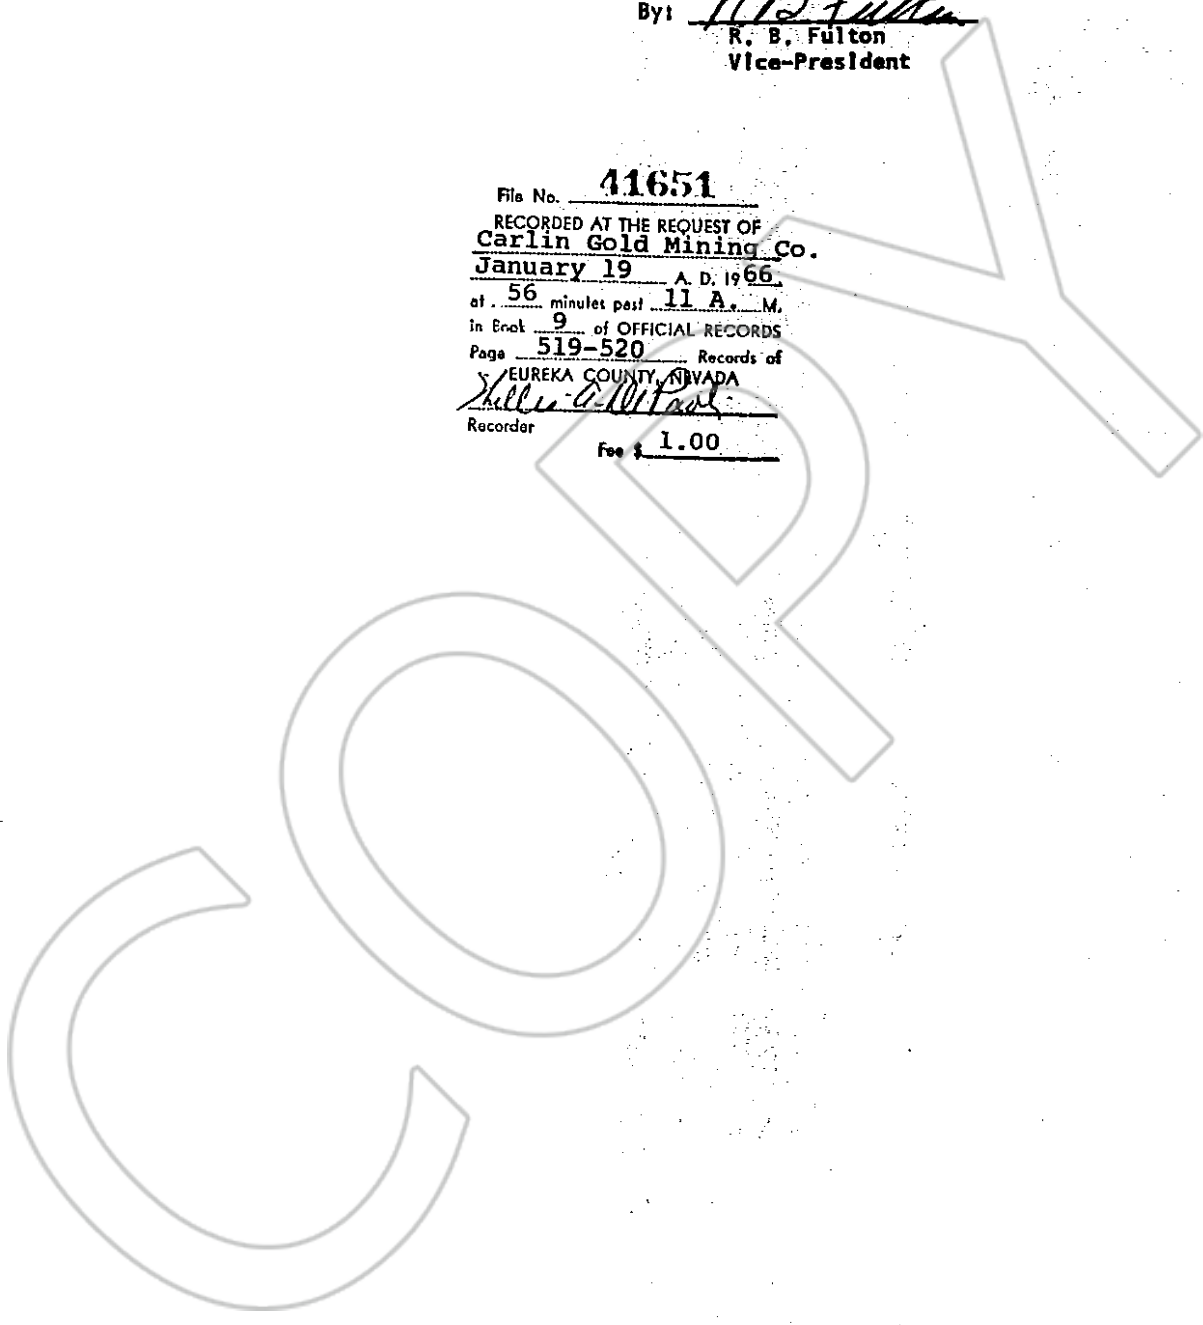 By: R B Fulton
R. B. Fulton
Vice-President
File No. 41651
RECORDED AT THE REQUEST OF
Carlin Gold Mining Co.
January 19 A. D. 1966.
at 56 minutes past 11 A. M.
in Book 9 of OFFICIAL RECORDS
Page 519-520 Records of
EUREKA COUNTY, NEVADA
Recorder
Fee $ 1.00
COPY